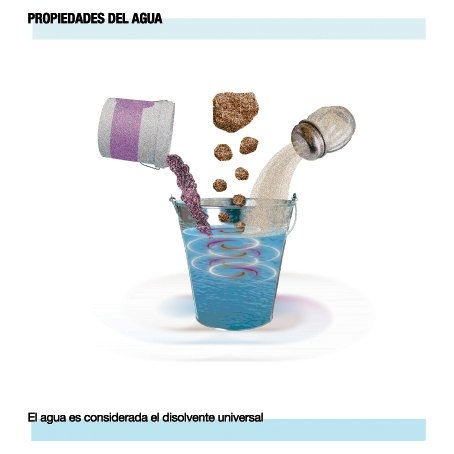 PROPIEDADES DEL AGUA
El agua es considerada el disolvente universal